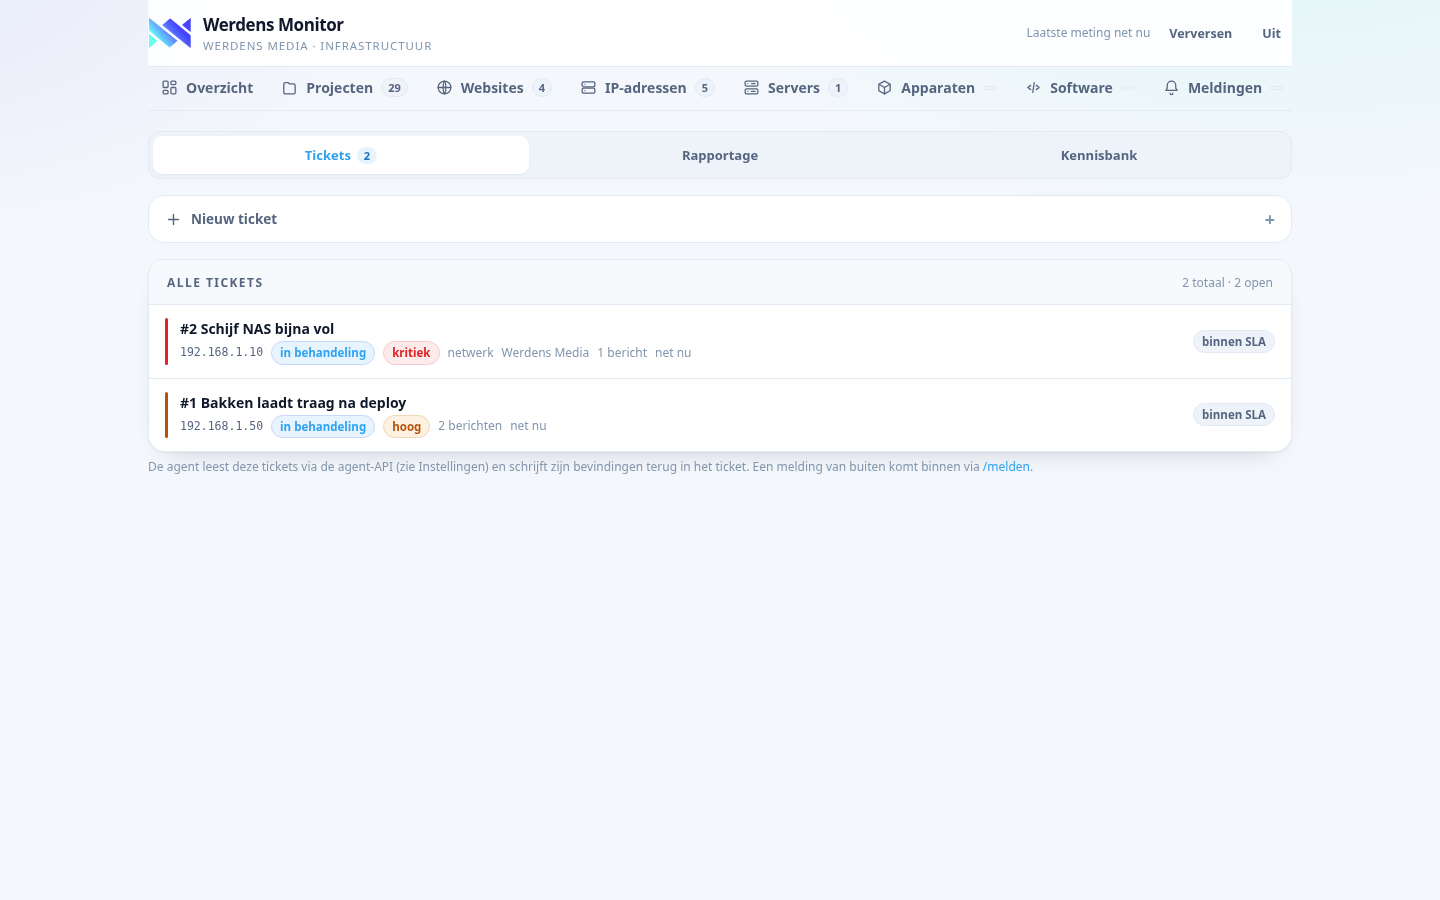 Werdens Monitor
WERDENS MEDIA · INFRASTRUCTUUR
Laatste meting net nu Verversen Uit
Overzicht Projecten 29 Websites 4 IP-adressen 5 Servers 1 Apparaten Software Meldingen
Tickets 2 Rapportage Kennisbank
+ Nieuw ticket +
ALLE TICKETS 2 totaal · 2 open
#2 Schijf NAS bijna vol
192.168.1.10 in behandeling kritiek netwerk Werdens Media 1 bericht net nu binnen SLA
#1 Bakken laadt traag na deploy
192.168.1.50 in behandeling hoog 2 berichten net nu binnen SLA
De agent leest deze tickets via de agent-API (zie Instellingen) en schrijft zijn bevindingen terug in het ticket. Een melding van buiten komt binnen via /melden.